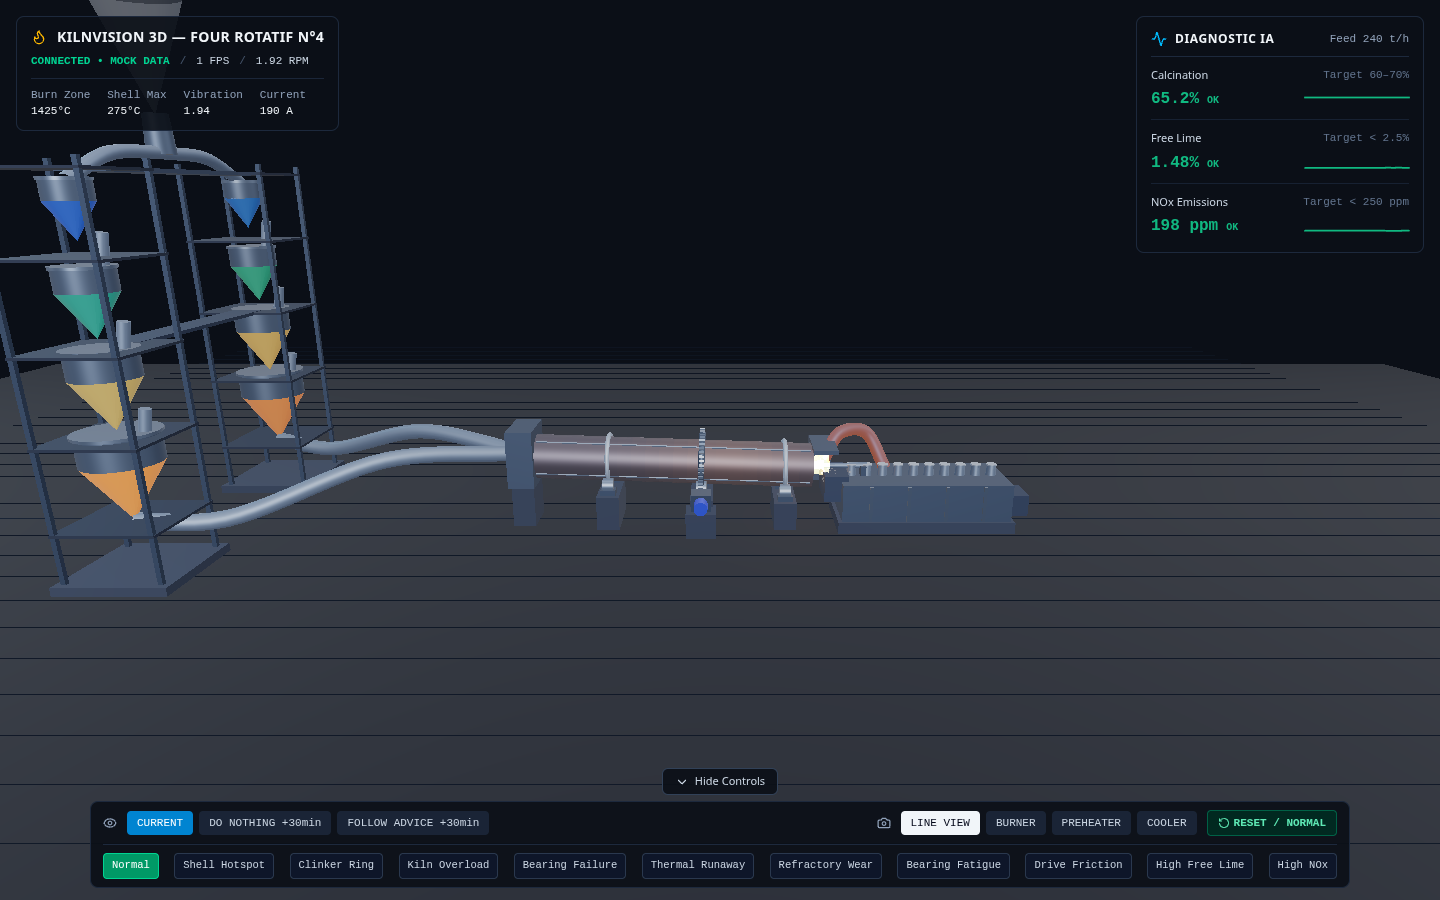 KILNVISION 3D — FOUR ROTATIF N°4
CONNECTED • MOCK DATA / 1 FPS / 1.92 RPM
Burn Zone Shell Max Vibration Current
1425°C 275°C 1.94 190 A
DIAGNOSTIC IA Feed 240 t/h
Calcination Target 60–70%
65.2% OK
Free Lime Target < 2.5%
1.48% OK
NOx Emissions Target < 250 ppm
198 ppm OK
Hide Controls
CURRENT DO NOTHING +30min FOLLOW ADVICE +30min LINE VIEW BURNER PREHEATER COOLER RESET / NORMAL
Normal Shell Hotspot Clinker Ring Kiln Overload Bearing Failure Thermal Runaway Refractory Wear Bearing Fatigue Drive Friction High Free Lime High NOx